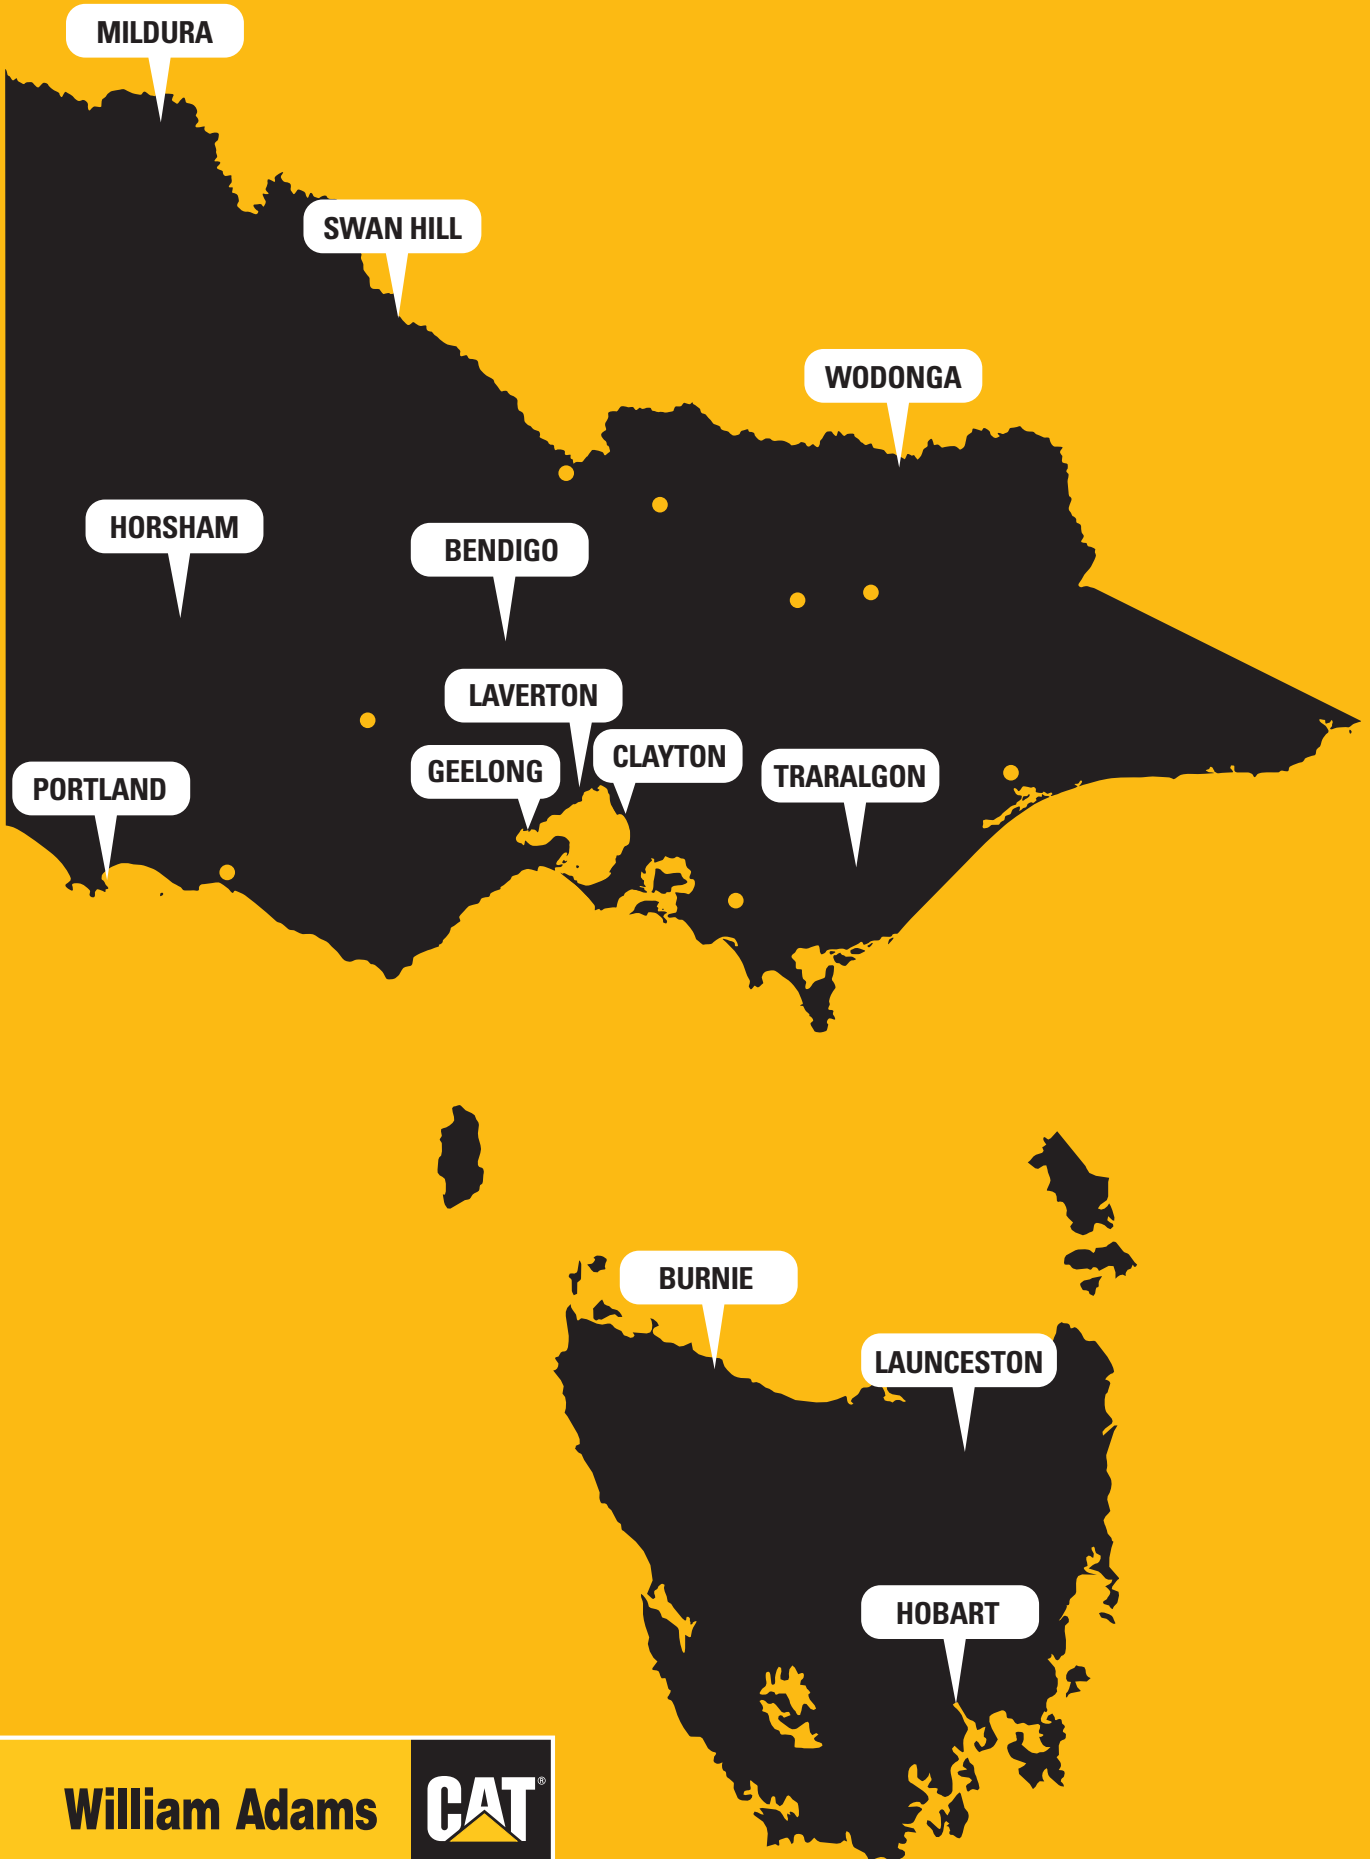 MILDURA
SWAN HILL
WODONGA
HORSHAM
BENDIGO
LAVERTON
GEELONG
CLAYTON
TRARALGON
PORTLAND
BURNIE
LAUNCESTON
HOBART
William Adams
CAT®